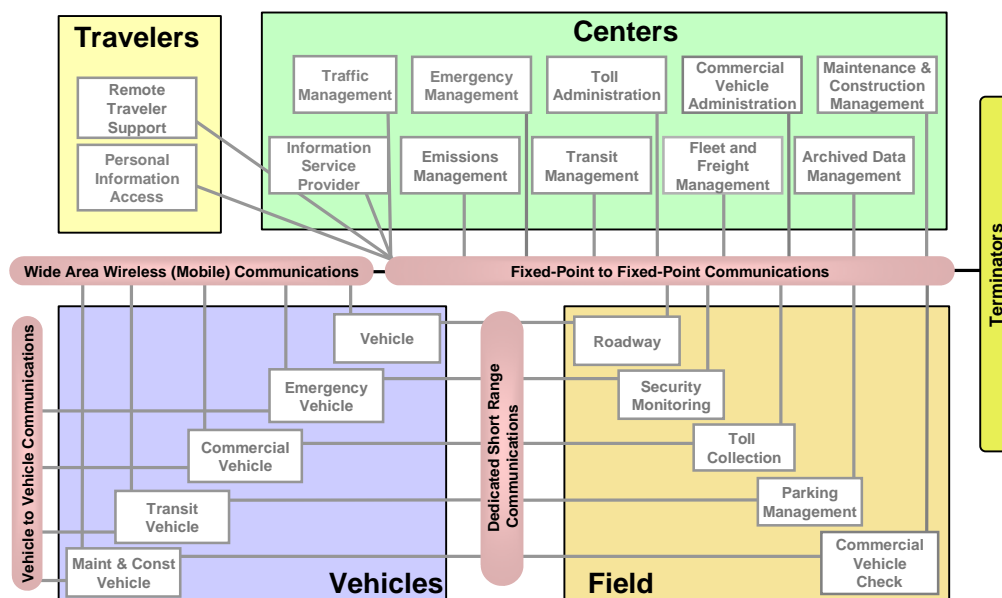 Travelers
Remote
Traveler
Support
Personal
Information
Access
Centers
Traffic
Management
Emergency
Management
Toll
Administration
Commercial
Vehicle
Administration
Maintenance &
Construction
Management
Information
Service
Provider
Emissions
Management
Transit
Management
Fleet and
Freight
Management
Archived Data
Management
Terminators
Wide Area Wireless (Mobile) Communications
Fixed-Point to Fixed-Point Communications
Vehicle to Vehicle Communications
Vehicle
Emergency
Vehicle
Commercial
Vehicle
Transit
Vehicle
Maint & Const
Vehicle
Vehicles
Dedicated Short Range
Communications
Roadway
Security
Monitoring
Toll
Collection
Parking
Management
Commercial
Vehicle
Check
Field